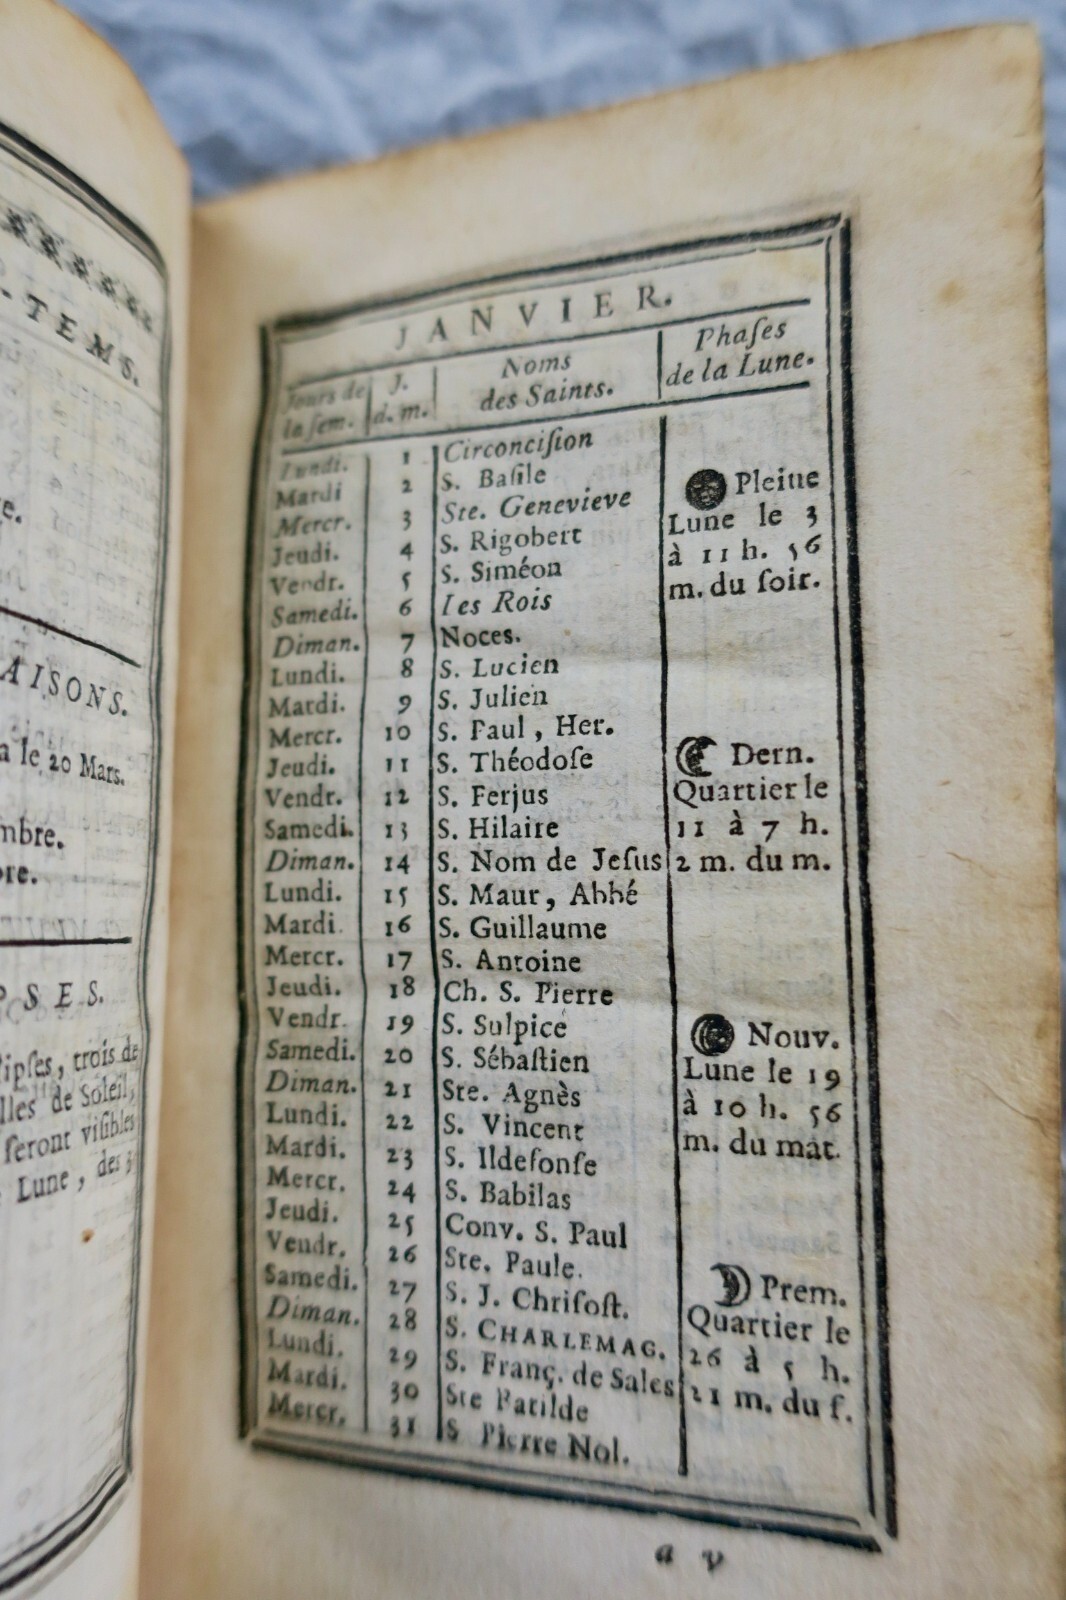 -TEMS.
e.
AISONS.
a le 20 Mars.
mbre.
bre.
PSES.
lipſes, trois de
lles de Soleil,
ſeront viſibles
Lune, des
JANVIER.
Jours de la ſem. J. d. m. Noms des Saints. Phaſes de la Lune.
Lundi. 1 Circonciſion
Mardi 2 S. Baſile
Mercr. 3 Ste. Genevieve
Jeudi. 4 S. Rigobert
Vendr. 5 S. Siméon
Samedi. 6 les Rois
Diman. 7 Noces.
Lundi. 8 S. Lucien
Mardi. 9 S. Julien
Mercr. 10 S. Paul, Her.
Jeudi. 11 S. Théodoſe
Vendr. 12 S. Ferjus
Samedi. 13 S. Hilaire
Diman. 14 S. Nom de Jeſus
Lundi. 15 S. Maur, Abbé
Mardi. 16 S. Guillaume
Mercr. 17 S. Antoine
Jeudi. 18 Ch. S. Pierre
Vendr. 19 S. Sulpice
Samedi. 20 S. Sébaſtien
Diman. 21 Ste. Agnès
Lundi. 22 S. Vincent
Mardi. 23 S. Ildefonſe
Mercr. 24 S. Babilas
Jeudi. 25 Conv. S. Paul
Vendr. 26 Ste. Paule.
Samedi. 27 S. J. Chriſoſt.
Diman. 28 S. CHARLEMAG.
Lundi. 29 S. Franç. de Sales
Mardi. 30 Ste Batilde
Mercr. 31 S Pierre Nol.
Pleine
Lune le 3
à 11 h. 56
m. du ſoir.
Dern.
Quartier le
11 à 7 h.
2 m. du m.
Nouv.
Lune le 19
à 10 h. 56
m. du mat.
Prem.
Quartier le
26 à 5 h.
21 m. du ſ.
a v